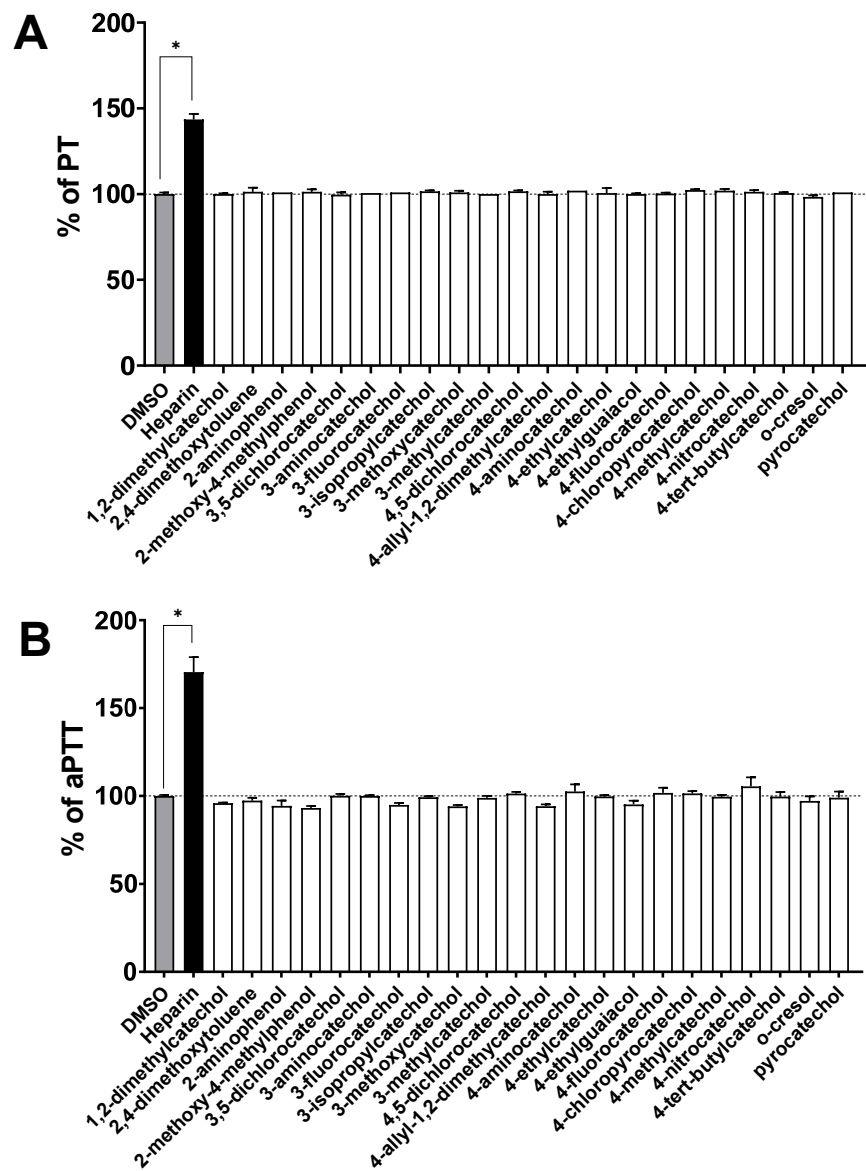 A
% of PT
200
150
100
50
0
*
DMSO
Heparin
1,2-dimethylcatechol
2,4-dimethoxytoluene
2-aminophenol
2-methoxy-4-methylphenol
3,5-dichlorocatechol
3-aminocatechol
3-fluorocatechol
3-isopropylcatechol
3-methoxycatechol
3-methylcatechol
4,5-dichlorocatechol
4-allyl-1,2-dimethylcatechol
4-aminocatechol
4-ethylcatechol
4-ethylguaiacol
4-fluorocatechol
4-chloropyrocatechol
4-methylcatechol
4-nitrocatechol
4-tert-butylcatechol
o-cresol
pyrocatechol
B
% of aPTT
200
150
100
50
0
*
DMSO
Heparin
1,2-dimethylcatechol
2,4-dimethoxytoluene
2-aminophenol
2-methoxy-4-methylphenol
3,5-dichlorocatechol
3-aminocatechol
3-fluorocatechol
3-isopropylcatechol
3-methoxycatechol
3-methylcatechol
4,5-dichlorocatechol
4-allyl-1,2-dimethylcatechol
4-aminocatechol
4-ethylcatechol
4-ethylguaiacol
4-fluorocatechol
4-chloropyrocatechol
4-methylcatechol
4-nitrocatechol
4-tert-butylcatechol
o-cresol
pyrocatechol